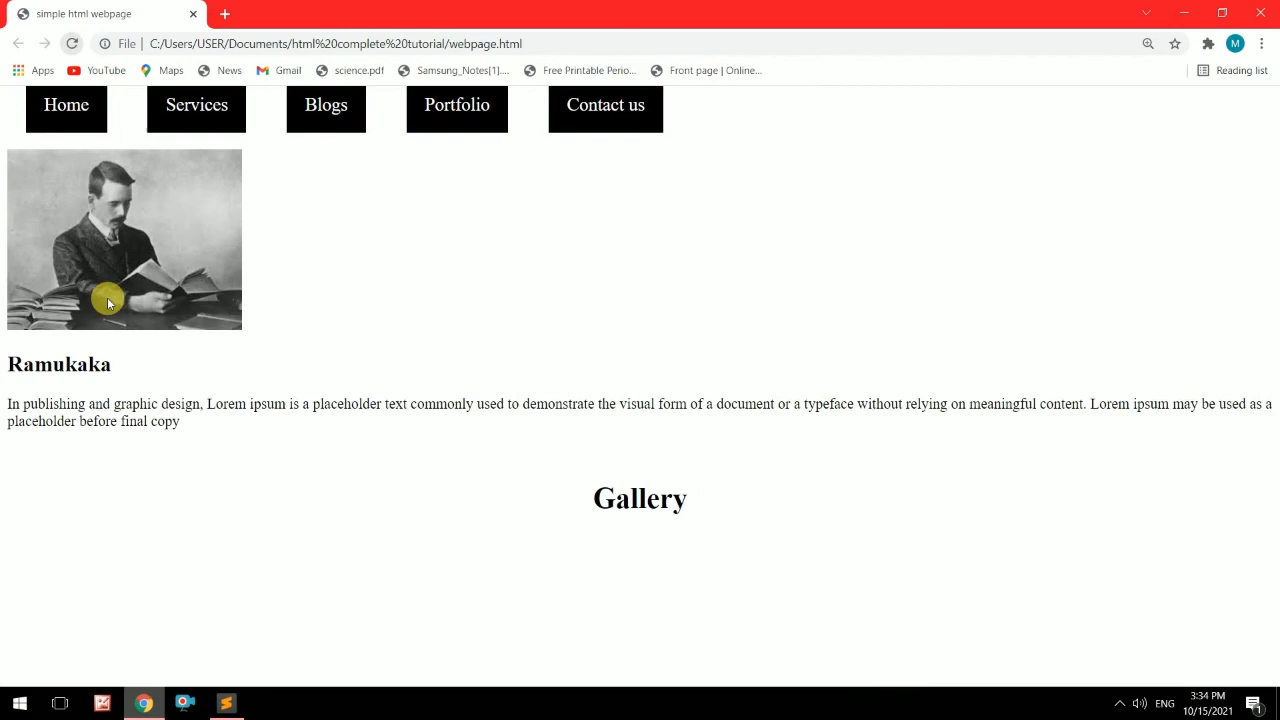 simple html webpage
File
C:/Users/USER/Documents/html%20complete%20tutorial/webpage.html
M
Apps
YouTube
Maps
News
Gmail
science.pdf
Samsung_Notes[1]....
Free Printable Perio...
Front page | Online...
Reading list
Home
Services
Blogs
Portfolio
Contact us
Ramukaka
In publishing and graphic design, Lorem ipsum is a placeholder text commonly used to demonstrate the visual form of a document or a typeface without relying on meaningful content. Lorem ipsum may be used as a
placeholder before final copy
Gallery
ENG
3:34 PM
10/15/2021
1